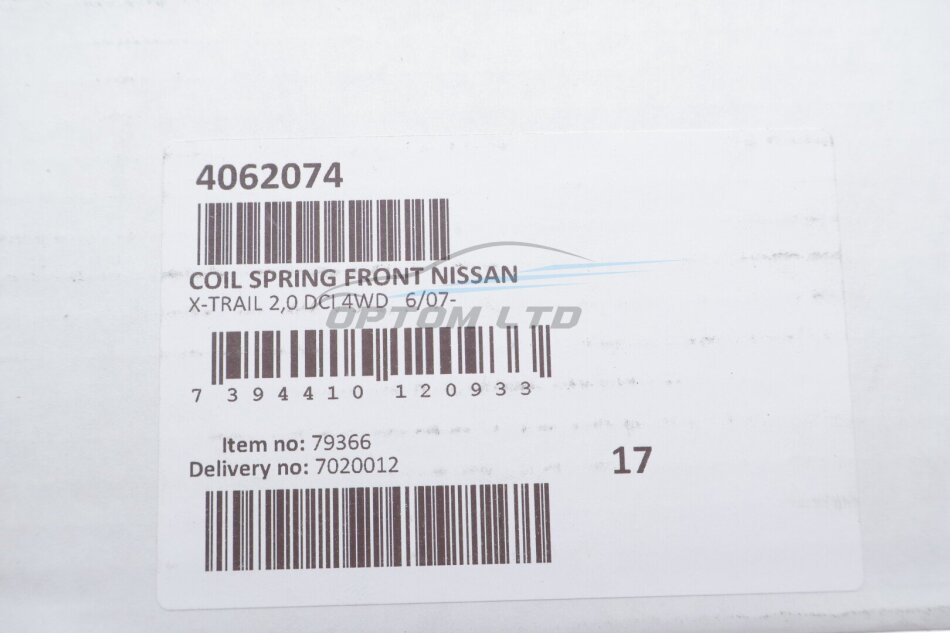 4062074
COIL SPRING FRONT NISSAN
X-TRAIL 2,0 DCI 4WD 6/07-
OPTOM LTD
7 394410 120933
Item no: 79366
Delivery no: 7020012
17